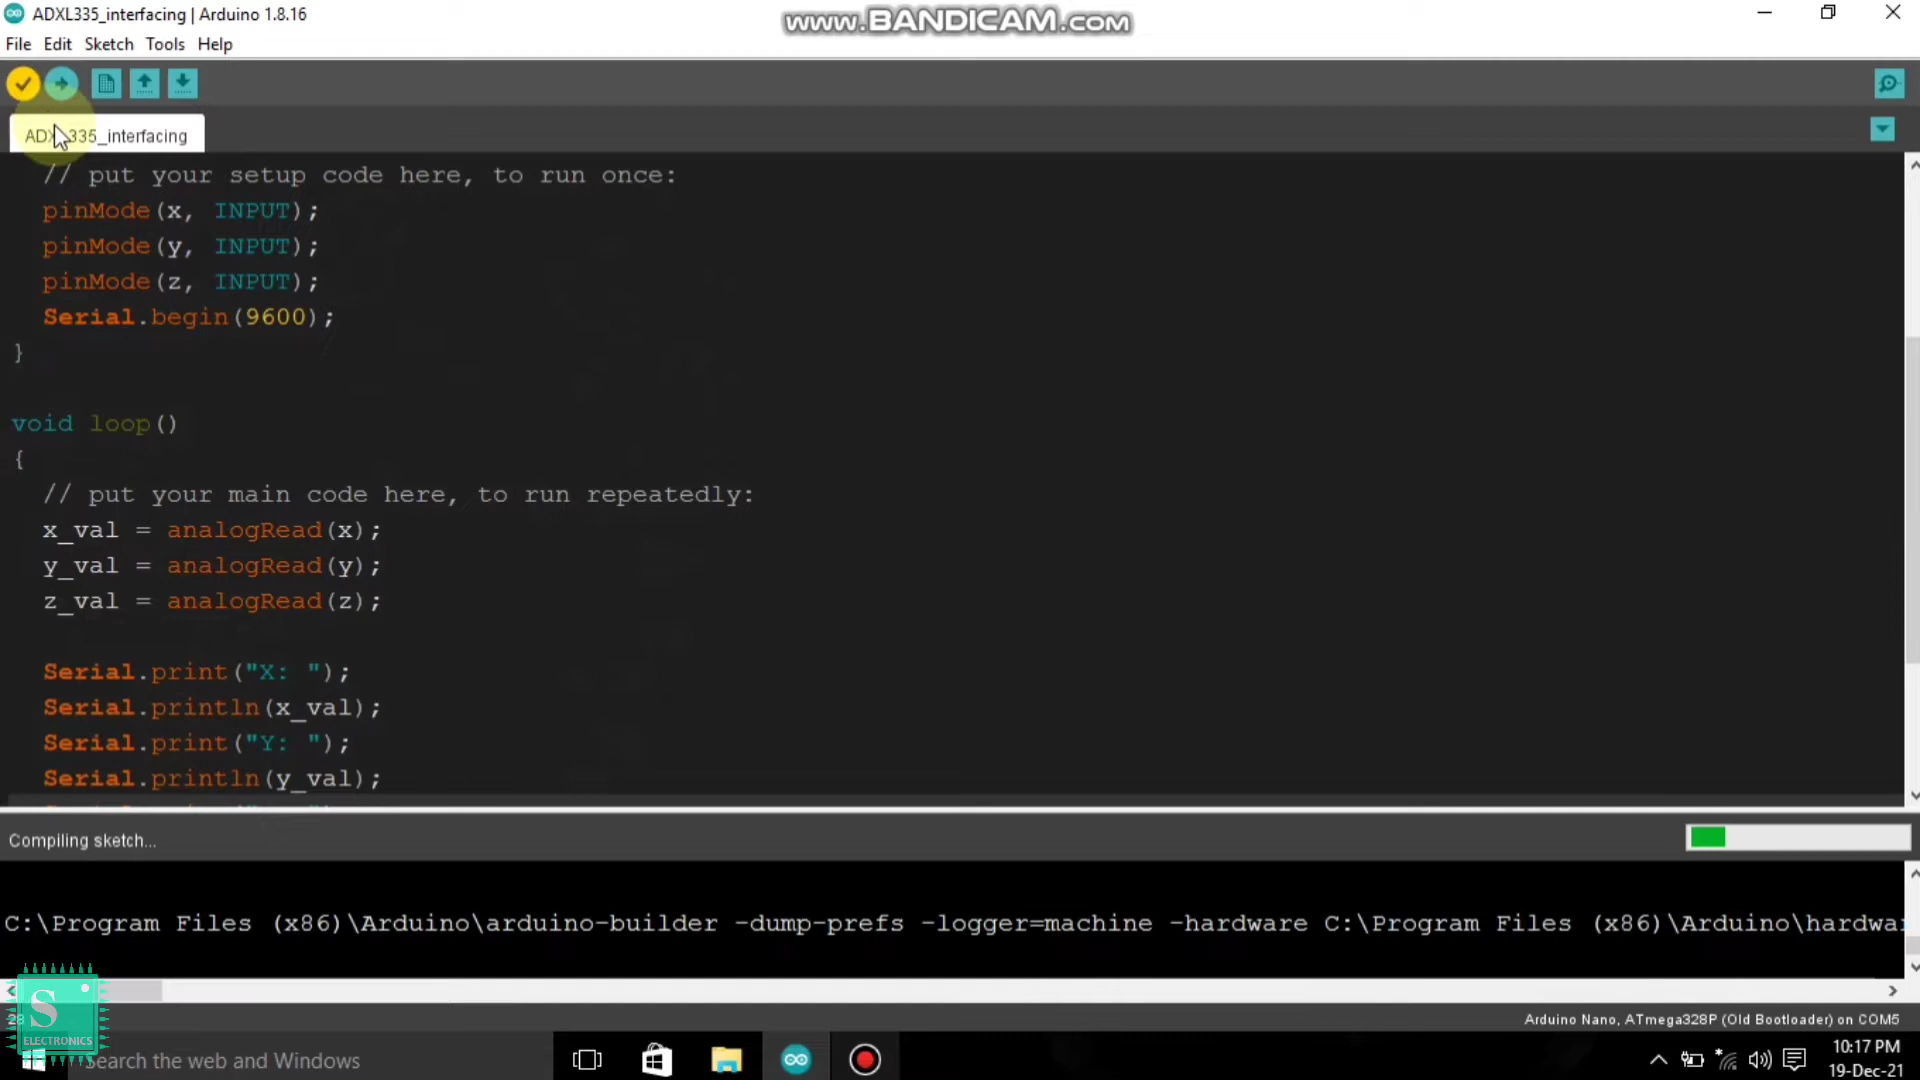 ADXL335_interfacing | Arduino 1.8.16
www.BANDICAM.COM
File Edit Sketch Tools Help
ADXL335_interfacing
// put your setup code here, to run once:
pinMode(x, INPUT);
pinMode(y, INPUT);
pinMode(z, INPUT);
Serial.begin(9600);
}
void loop()
{
// put your main code here, to run repeatedly:
x_val = analogRead(x);
y_val = analogRead(y);
z_val = analogRead(z);
Serial.print("X: ");
Serial.println(x_val);
Serial.print("Y: ");
Serial.println(y_val);
Compiling sketch...
C:\Program Files (x86)\Arduino\arduino-builder -dump-prefs -logger=machine -hardware C:\Program Files (x86)\Arduino\hardwar
28
Arduino Nano, ATmega328P (Old Bootloader) on COM5
S
ELECTRONICS
Search the web and Windows
10:17 PM
19-Dec-21